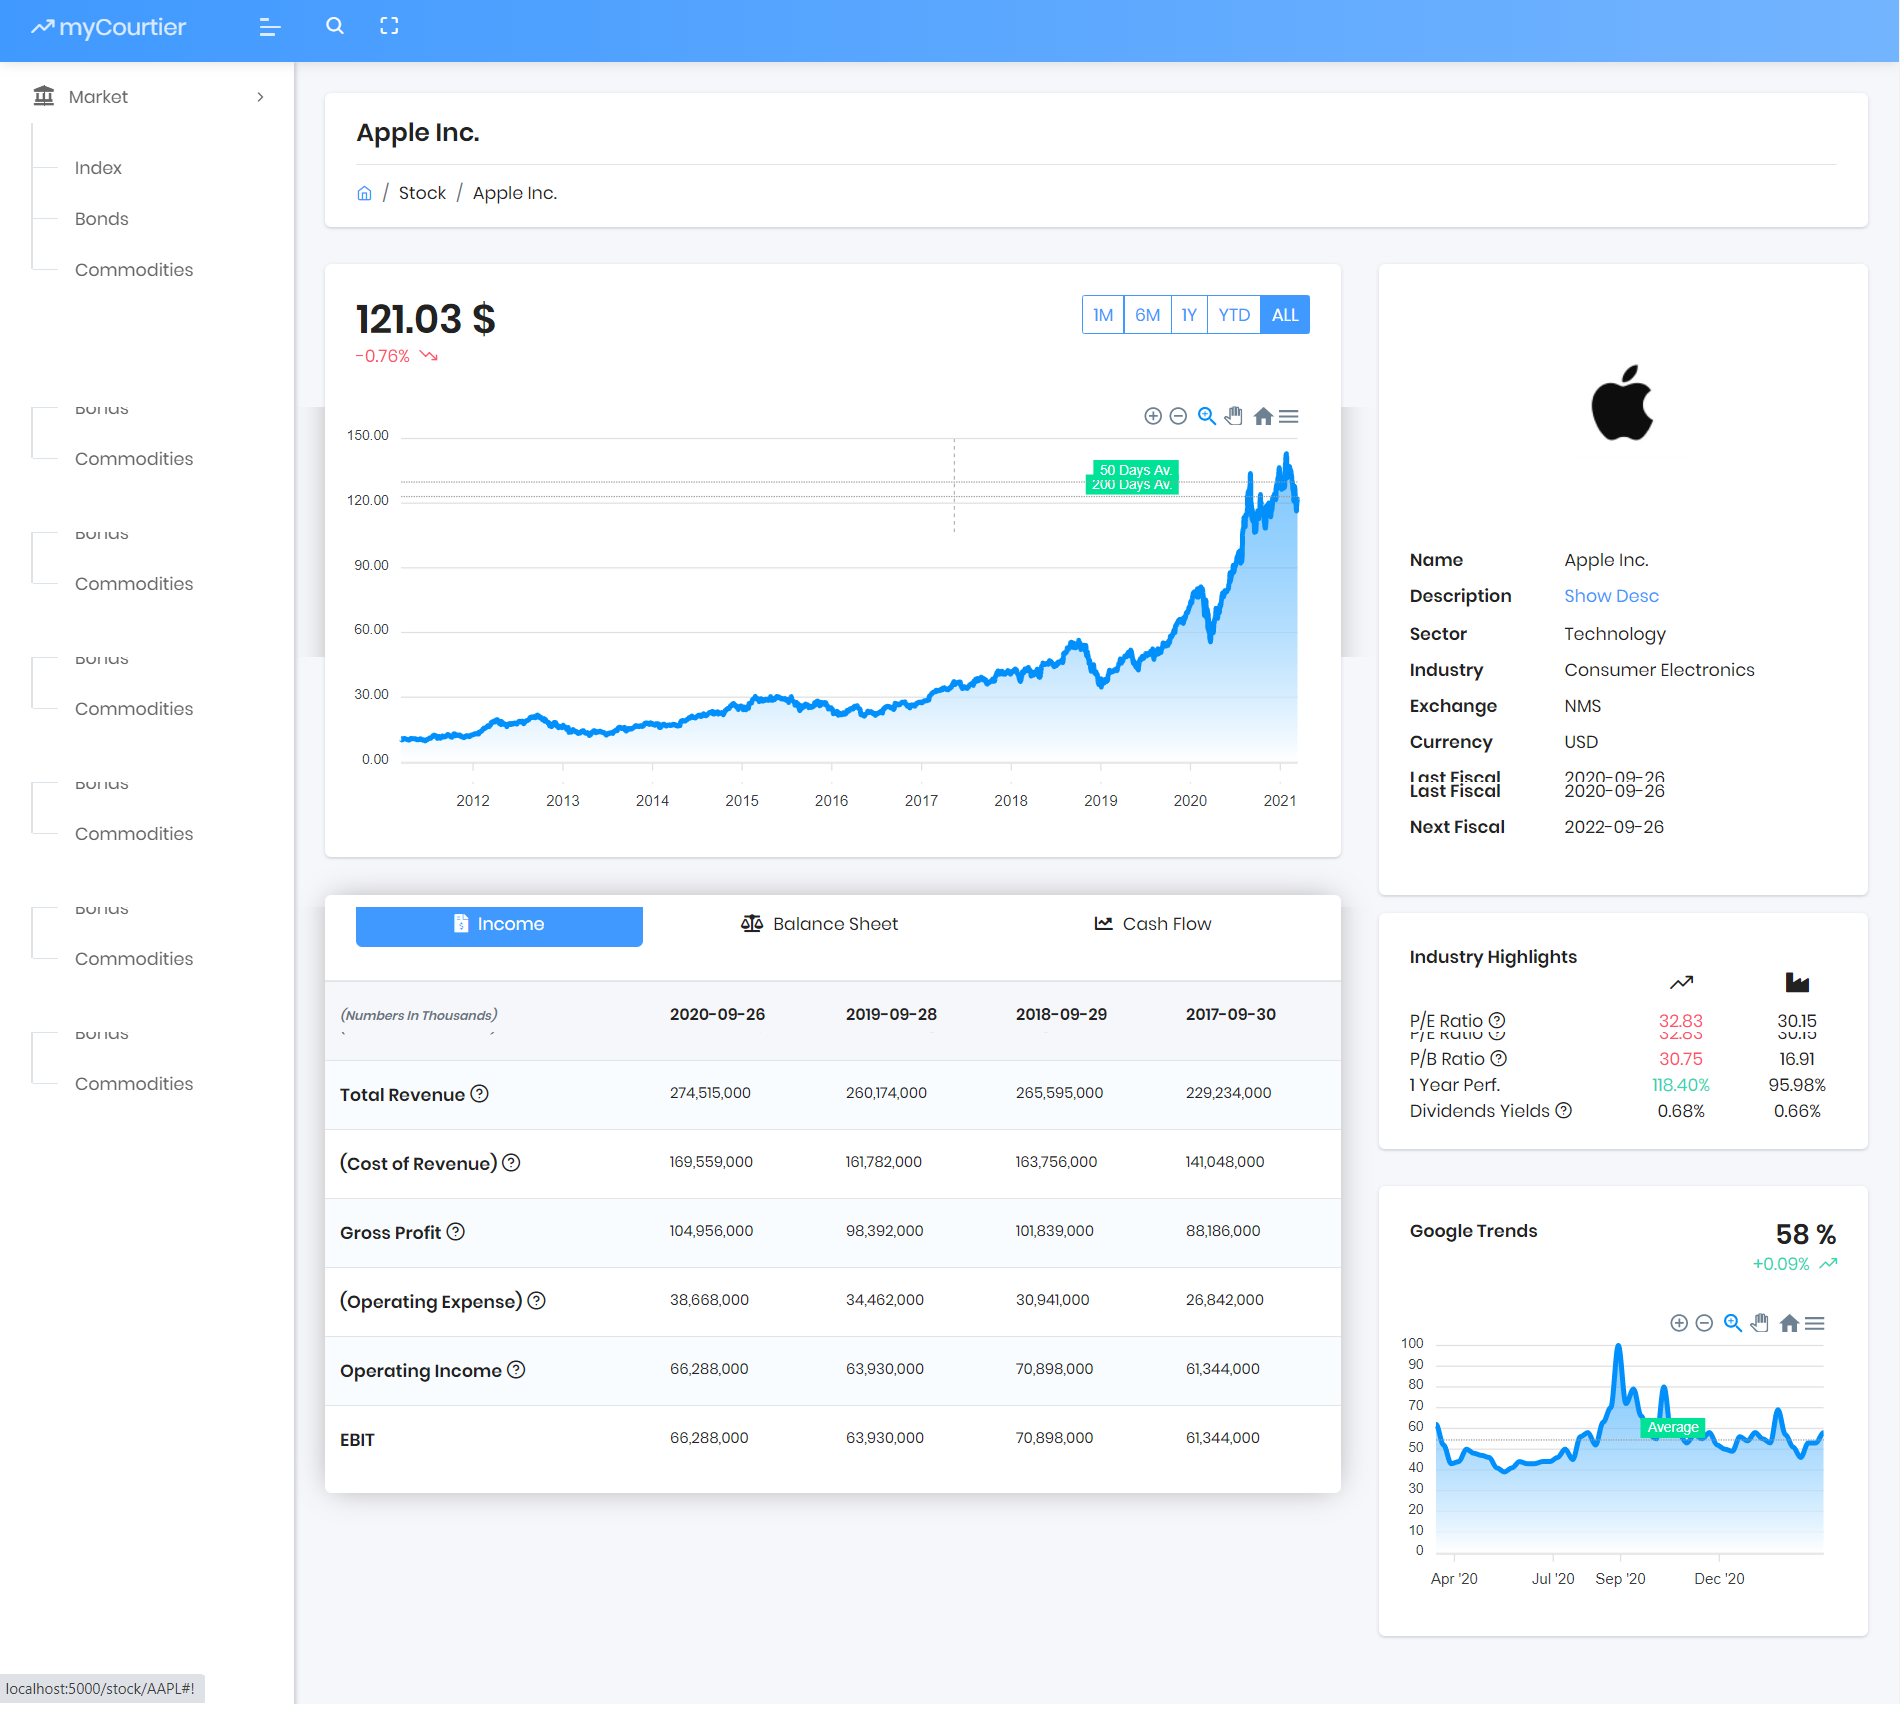 myCourtier
Market
Index
Bonds
Commodities
Bonds
Commodities
Bonds
Commodities
Bonds
Commodities
Bonds
Commodities
Bonds
Commodities
Bonds
Commodities
localhost:5000/stock/AAPL#!
Apple Inc.
/ Stock / Apple Inc.
121.03 $
-0.76%
1M 6M 1Y YTD ALL
150.00
120.00
90.00
60.00
30.00
0.00
50 Days Av.
200 Days Av.
2012 2013 2014 2015 2016 2017 2018 2019 2020 2021
Income Balance Sheet Cash Flow
(Numbers In Thousands) 2020-09-26 2019-09-28 2018-09-29 2017-09-30
Total Revenue 274,515,000 260,174,000 265,595,000 229,234,000
(Cost of Revenue) 169,559,000 161,782,000 163,756,000 141,048,000
Gross Profit 104,956,000 98,392,000 101,839,000 88,186,000
(Operating Expense) 38,668,000 34,462,000 30,941,000 26,842,000
Operating Income 66,288,000 63,930,000 70,898,000 61,344,000
EBIT 66,288,000 63,930,000 70,898,000 61,344,000
Name Apple Inc.
Description Show Desc
Sector Technology
Industry Consumer Electronics
Exchange NMS
Currency USD
Last Fiscal 2020-09-26
Last Fiscal 2020-09-26
Next Fiscal 2022-09-26
Industry Highlights
P/E Ratio 32.83 30.15
P/E Ratio 32.83 30.15
P/B Ratio 30.75 16.91
1 Year Perf. 118.40% 95.98%
Dividends Yields 0.68% 0.66%
Google Trends
58 %
+0.09%
100
90
80
70
60
50
40
30
20
10
0
Average
Apr '20 Jul '20 Sep '20 Dec '20